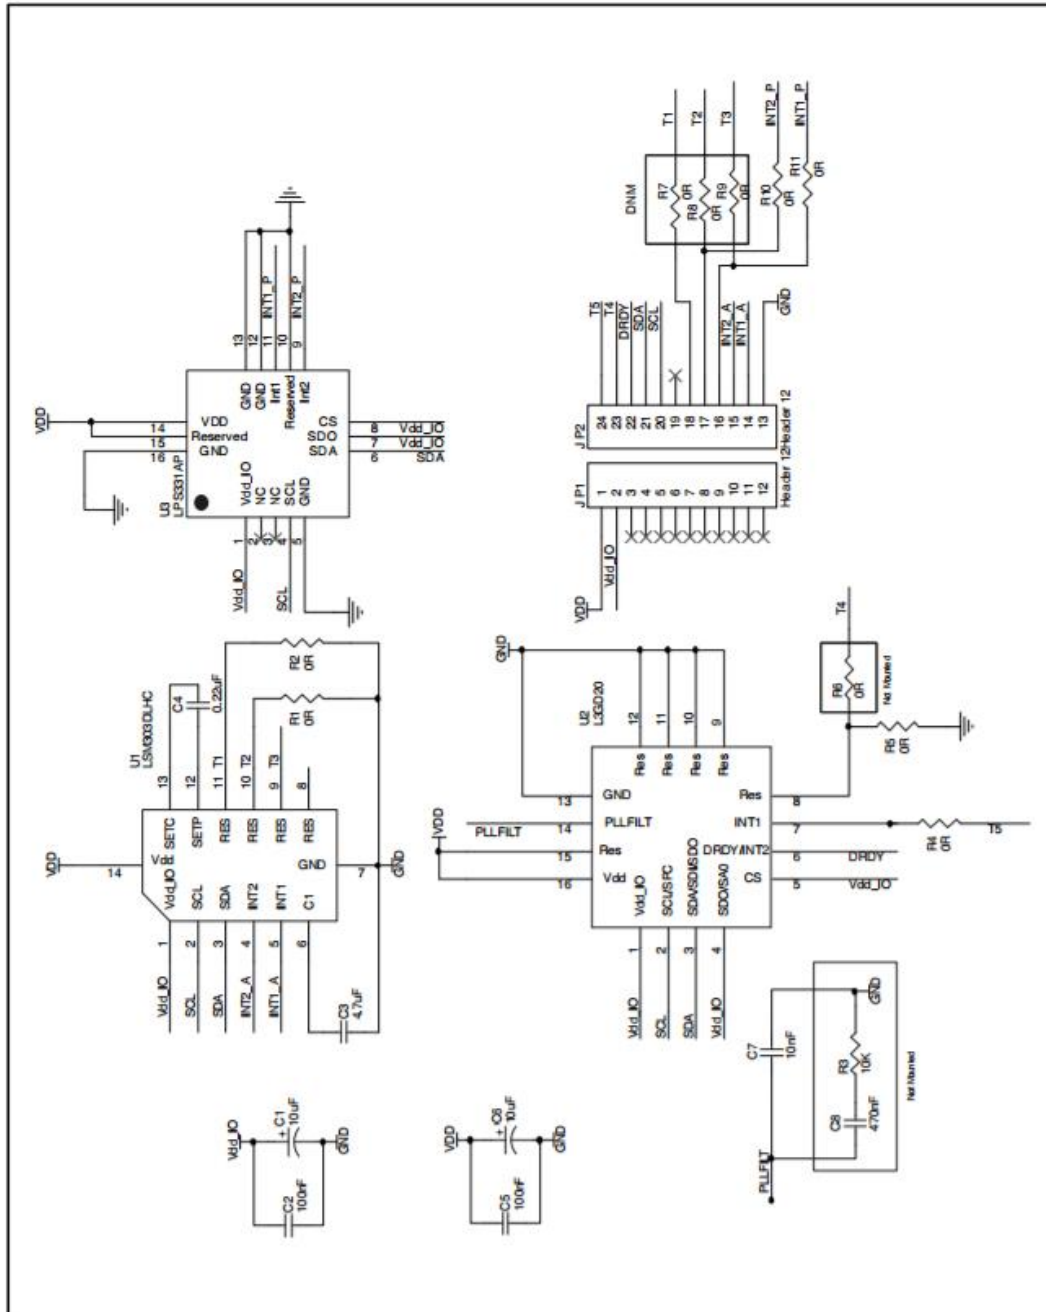 VDD
14
15
16
VDD
Reserved
GND
U3
LPS331AP
13
12
11
10
9
INT1_P
INT2_P
GND
GND
Int1
Reserved
Int2
CS
SDO
SDA
8
7
6
Vdd_IO
Vdd_IO
SDA
Vdd_IO
NC
NC
SCL
GND
1
2
3
4
5
Vdd_IO
SCL
T1
T2
T3
INT2_P
INT1_P
DNM
R7
0R
R8
0R
R9
0R
R10
0R
R11
0R
T5
T4
DRDY
SDA
SCL
INT2_A
INT1_A
GND
JP2
24
23
22
21
20
19
18
17
16
15
14
13
Header 12
JP1
1
2
3
4
5
6
7
8
9
10
11
12
Header 12
VDD
Vdd_IO
U1
LSM303DLHC
C4
0.22uF
R2
0R
R1
0R
13
12
11
10
9
8
T1
T2
T3
SETC
SETP
RES
RES
RES
RES
VDD
14
Vdd
GND
7
GND
Vdd_IO
SCL
SDA
INT2
INT1
C1
1
2
3
4
5
6
Vdd_IO
SCL
SDA
INT2_A
INT1_A
C3
4.7uF
GND
U2
L3GD20
12
11
10
9
Res
Res
Res
Res
VDD
PLLFILT
13
14
15
16
GND
PLLFILT
Res
Vdd
Res
INT1
DRDY/INT2
CS
8
7
6
5
DRDY
Vdd_IO
R4
0R
T5
T4
R6
0R
Not Mounted
R5
0R
Vdd_IO
SCL/SPC
SDA/SDI/SDO
SDO/SA0
1
2
3
4
Vdd_IO
SCL
SDA
Vdd_IO
C7
10nF
GND
R3
10K
C8
470nF
Not Mounted
PLLFILT
Vdd_IO
+
C1
10uF
GND
C2
100nF
VDD
+
C6
10uF
GND
C5
100nF